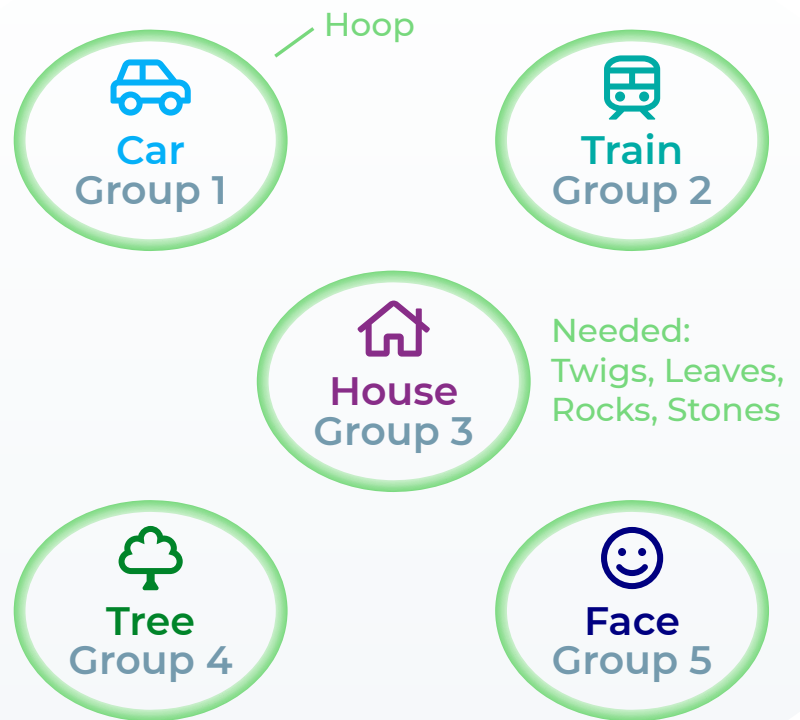 Hoop
Car
Group 1
Train
Group 2
House
Group 3
Needed:
Twigs, Leaves,
Rocks, Stones
Tree
Group 4
Face
Group 5